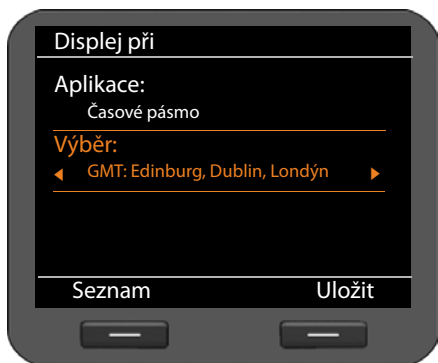 Displej při
Aplikace:
Časové pásmo
Výběr:
GMT: Edinburg, Dublin, Londýn
Seznam Uložit